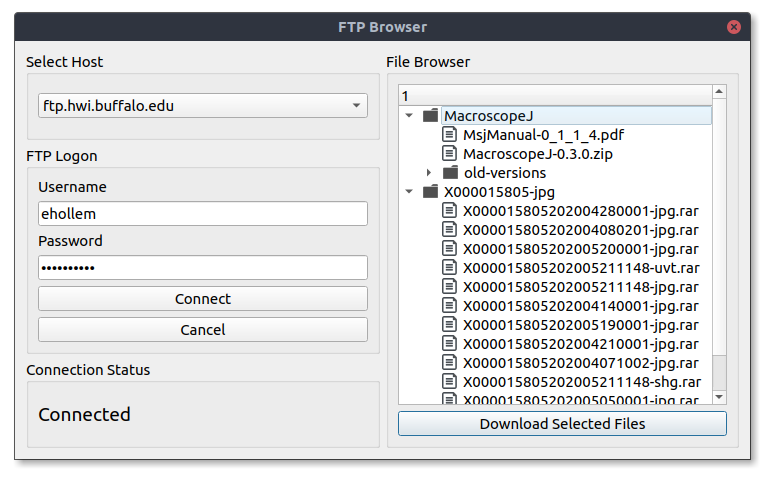 FTP Browser
Select Host
ftp.hwi.buffalo.edu
FTP Logon
Username
ehollem
Password
••••••••••
Connect
Cancel
Connection Status
Connected
File Browser
1
MacroscopeJ
MsjManual-0_1_1_4.pdf
MacroscopeJ-0.3.0.zip
old-versions
X000015805-jpg
X000015805202004280001-jpg.rar
X000015805202004080201-jpg.rar
X000015805202005200001-jpg.rar
X000015805202005211148-uvt.rar
X000015805202005211148-jpg.rar
X000015805202004140001-jpg.rar
X000015805202005190001-jpg.rar
X000015805202004210001-jpg.rar
X000015805202004071002-jpg.rar
X000015805202005211148-shg.rar
X000015805202005050001-jpg.rar
Download Selected Files